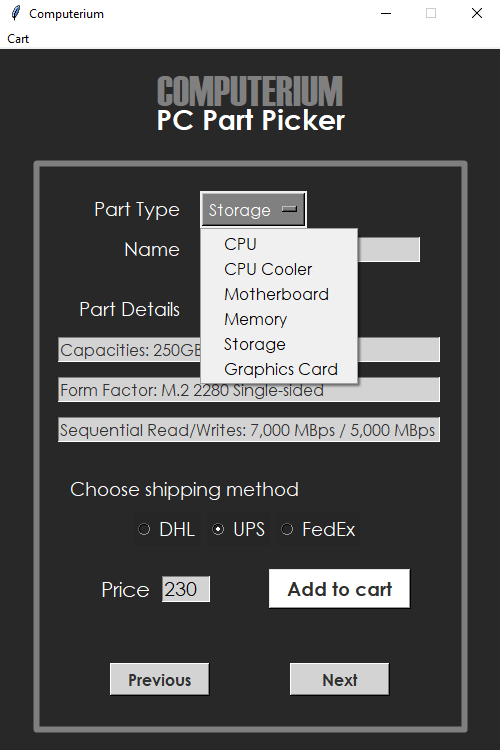 Computerium
Cart
COMPUTERIUM
PC Part Picker
Part Type Storage
Name
CPU
CPU Cooler
Motherboard
Memory
Storage
Graphics Card
Part Details
Capacities: 250GB
Form Factor: M.2 2280 Single-sided
Sequential Read/Writes: 7,000 MBps / 5,000 MBps
Choose shipping method
DHL UPS FedEx
Price 230 Add to cart
Previous Next